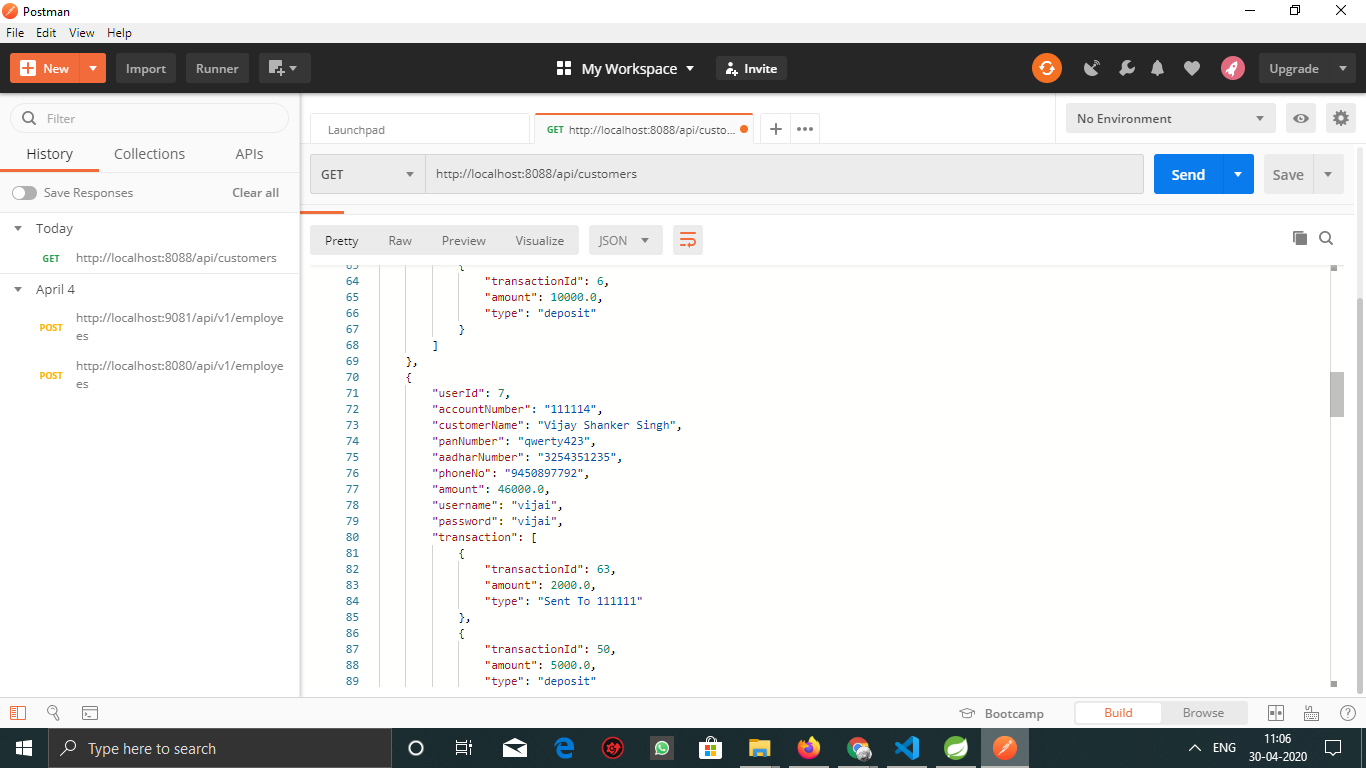 Postman
File Edit View Help
New Import Runner My Workspace Invite Upgrade
Filter
History Collections APIs
Save Responses Clear all
Today
GET http://localhost:8088/api/customers
April 4
POST http://localhost:9081/api/v1/employe
es
POST http://localhost:8080/api/v1/employe
es
Launchpad GET http://localhost:8088/api/custo... No Environment
GET http://localhost:8088/api/customers Send Save
Pretty Raw Preview Visualize JSON
63 {
64 "transactionId": 6,
65 "amount": 10000.0,
66 "type": "deposit"
67 }
68 ]
69 },
70 {
71 "userId": 7,
72 "accountNumber": "111114",
73 "customerName": "Vijay Shanker Singh",
74 "panNumber": "qwerty423",
75 "aadharNumber": "3254351235",
76 "phoneNo": "9450897792",
77 "amount": 46000.0,
78 "username": "vijai",
79 "password": "vijai",
80 "transaction": [
81 {
82 "transactionId": 63,
83 "amount": 2000.0,
84 "type": "Sent To 111111"
85 },
86 {
87 "transactionId": 50,
88 "amount": 5000.0,
89 "type": "deposit"
Bootcamp Build Browse
Type here to search
ENG 11:06
30-04-2020